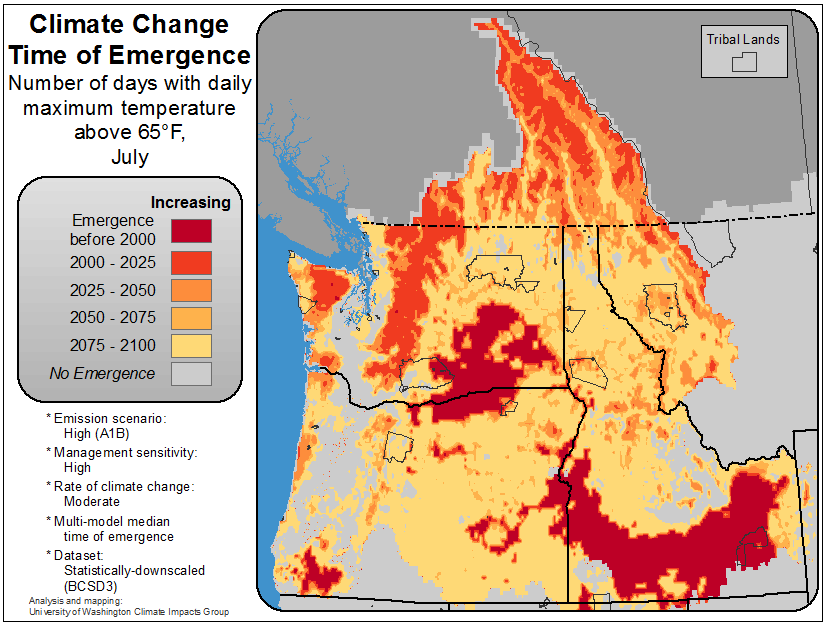 Climate Change
Time of Emergence
Number of days with daily
maximum temperature
above 65°F,
July
Increasing
Emergence
before 2000
2000 - 2025
2025 - 2050
2050 - 2075
2075 - 2100
No Emergence
* Emission scenario:
High (A1B)
* Management sensitivity:
High
* Rate of climate change:
Moderate
* Multi-model median
time of emergence
* Dataset:
Statistically-downscaled
(BCSD3)
Analysis and mapping:
University of Washington Climate Impacts Group
Tribal Lands